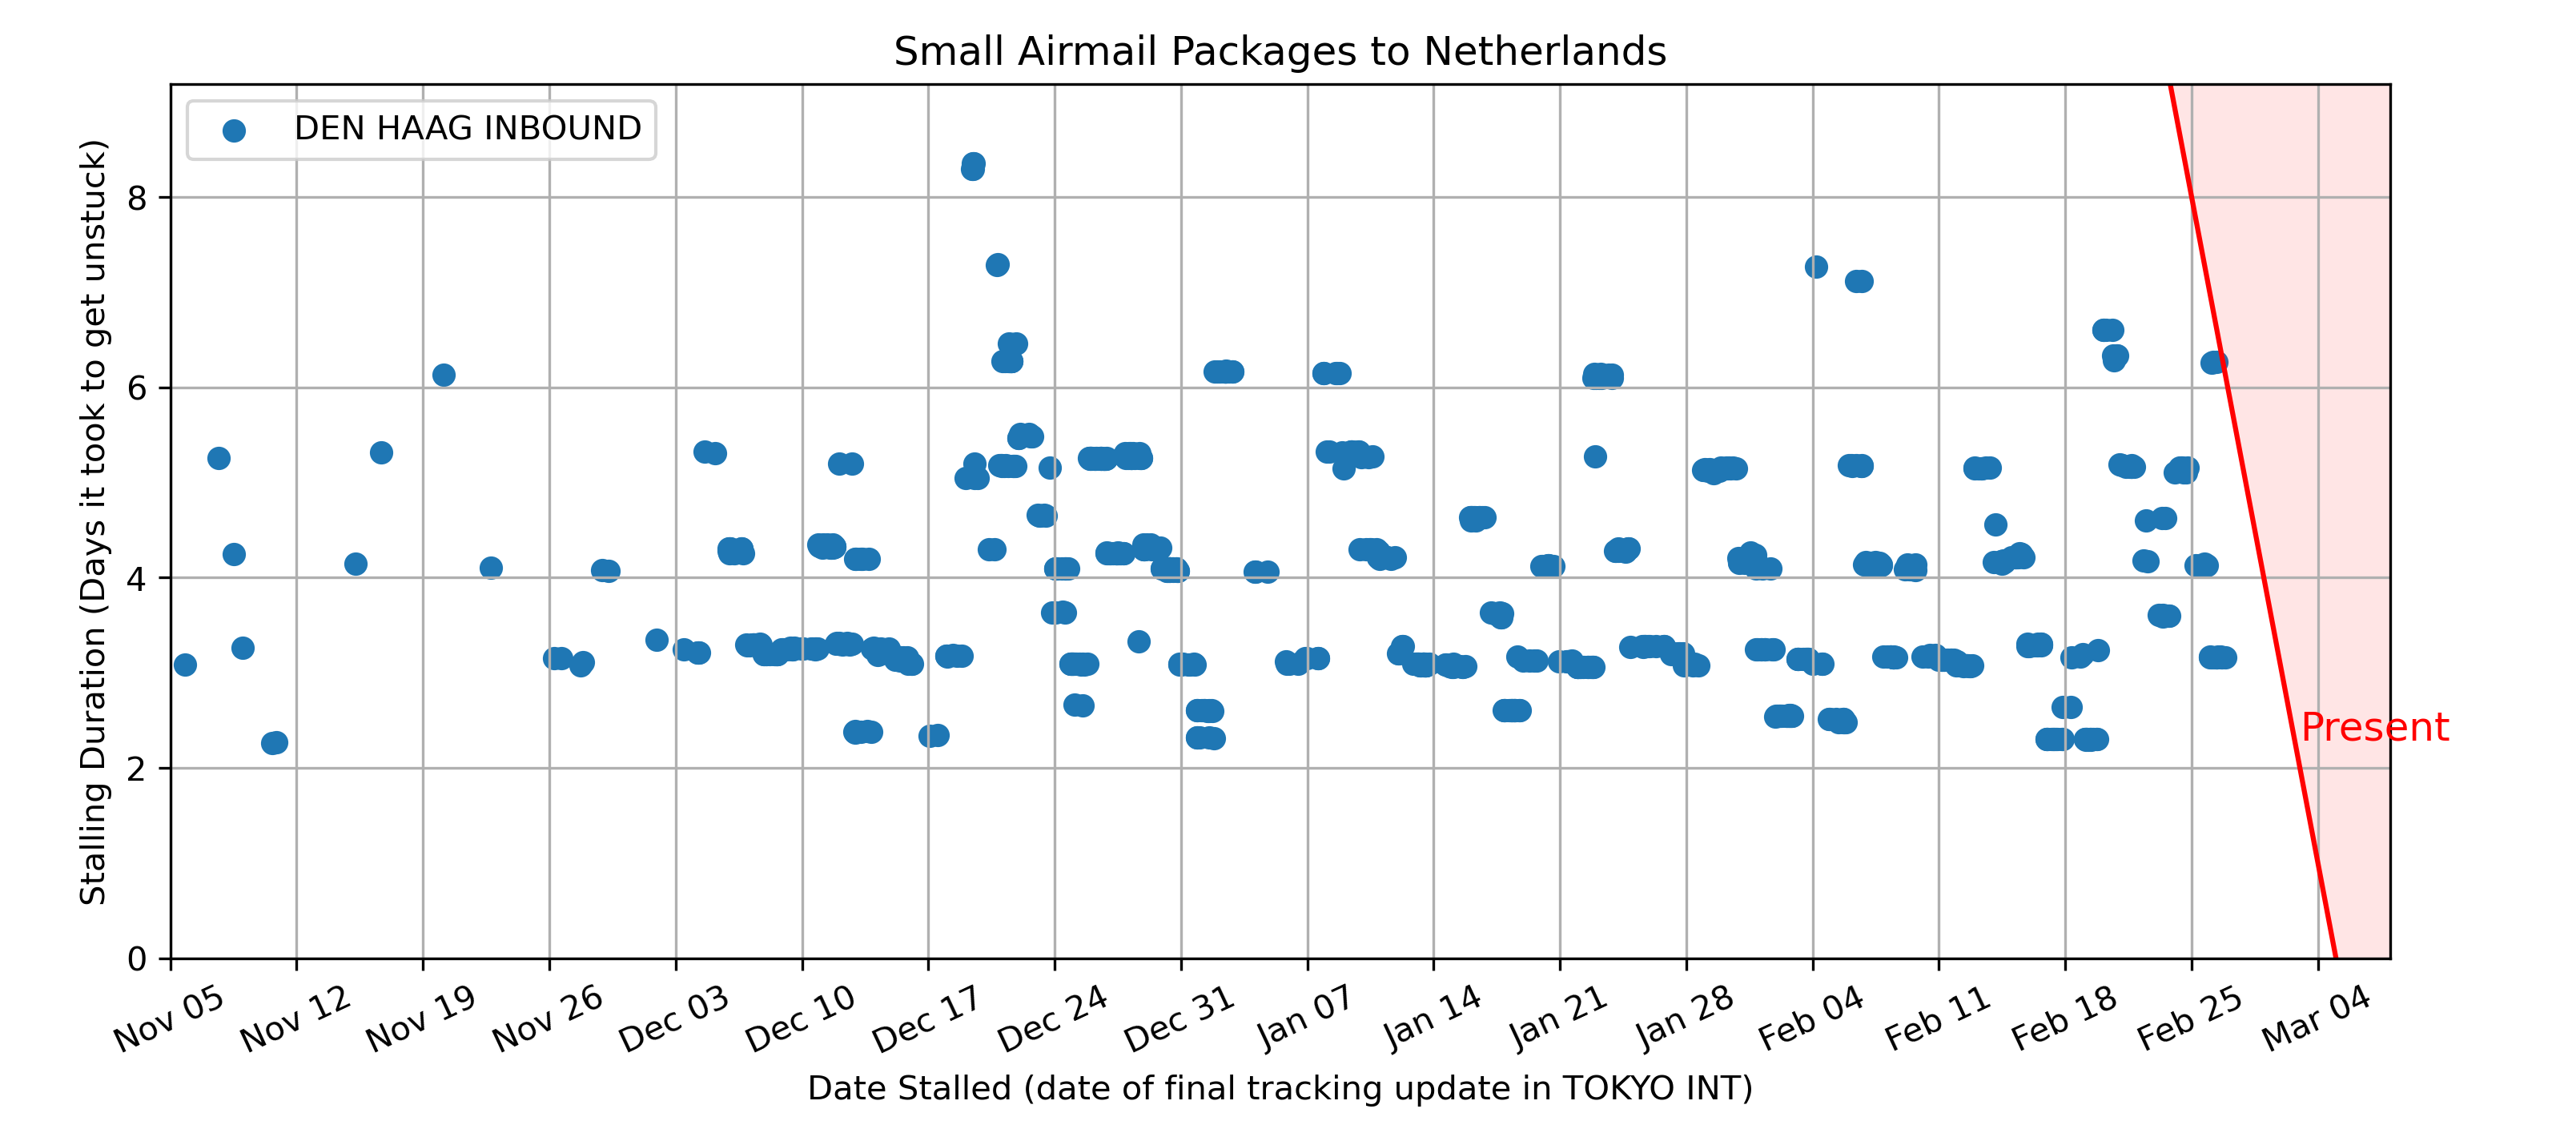 Small Airmail Packages to Netherlands
DEN HAAG INBOUND
Stalling Duration (Days it took to get unstuck)
8
6
4
2
0
Present
Nov 05
Nov 12
Nov 19
Nov 26
Dec 03
Dec 10
Dec 17
Dec 24
Dec 31
Jan 07
Jan 14
Jan 21
Jan 28
Feb 04
Feb 11
Feb 18
Feb 25
Mar 04
Date Stalled (date of final tracking update in TOKYO INT)